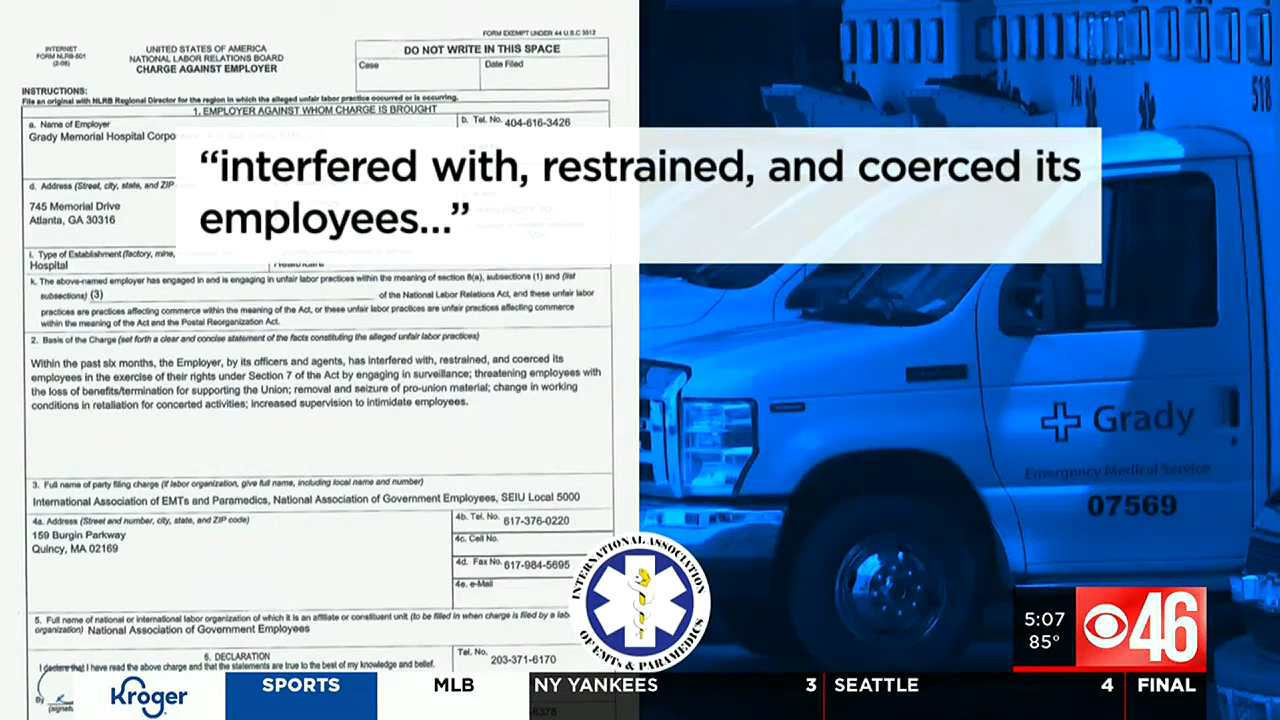 FORM EXEMPT UNDER 44 U.S.C 3512
INTERNET
FORM NLRB-501
(2-08)
UNITED STATES OF AMERICA
NATIONAL LABOR RELATIONS BOARD
CHARGE AGAINST EMPLOYER
DO NOT WRITE IN THIS SPACE
Case
Date Filed
INSTRUCTIONS:
File an original with NLRB Regional Director for the region in which the alleged unfair labor practice occurred or is occurring.
1. EMPLOYER AGAINST WHOM CHARGE IS BROUGHT
a. Name of Employer
Grady Memorial Hospital Corpo
b. Tel. No. 404-616-3426
“interfered with, restrained, and coerced its
employees...”
d. Address (Street, city, state, and ZIP
745 Memorial Drive
Atlanta, GA 30316
i. Type of Establishment (factory, mine,
Hospital
Healthcare
k. The above-named employer has engaged in and is engaging in unfair labor practices within the meaning of section 8(a), subsections (1) and (list
subsections) (3) of the National Labor Relations Act, and these unfair labor
practices are practices affecting commerce within the meaning of the Act, or these unfair labor practices are unfair practices affecting commerce
within the meaning of the Act and the Postal Reorganization Act.
2. Basis of the Charge (set forth a clear and concise statement of the facts constituting the alleged unfair labor practices)
Within the past six months, the Employer, by its officers and agents, has interfered with, restrained, and coerced its
employees in the exercise of their rights under Section 7 of the Act by engaging in surveillance; threatening employees with
the loss of benefits/termination for supporting the Union; removal and seizure of pro-union material; change in working
conditions in retaliation for concerted activities; increased supervision to intimidate employees.
3. Full name of party filing charge (if labor organization, give full name, including local name and number)
International Association of EMTs and Paramedics, National Association of Government Employees, SEIU Local 5000
4a. Address (Street and number, city, state, and ZIP code)
159 Burgin Parkway
Quincy, MA 02169
4b. Tel. No. 617-376-0220
4c. Cell No.
4d. Fax No. 617-984-5695
4e. e-Mail
5. Full name of national or international labor organization of which it is an affiliate or constituent unit (to be filled in when charge is filed by a labo
organization) National Association of Government Employees
6. DECLARATION
I declare that I have read the above charge and that the statements are true to the best of my knowledge and belief.
Tel. No.
203-371-6170
By
(signat
6378
INTERNATIONAL ASSOCIATION
OF EMTS & PARAMEDICS
74
518
Grady
Emergency Medical Service
07569
5:07
85°
46
Kroger
SPORTS
MLB
NY YANKEES 3
SEATTLE 4
FINAL